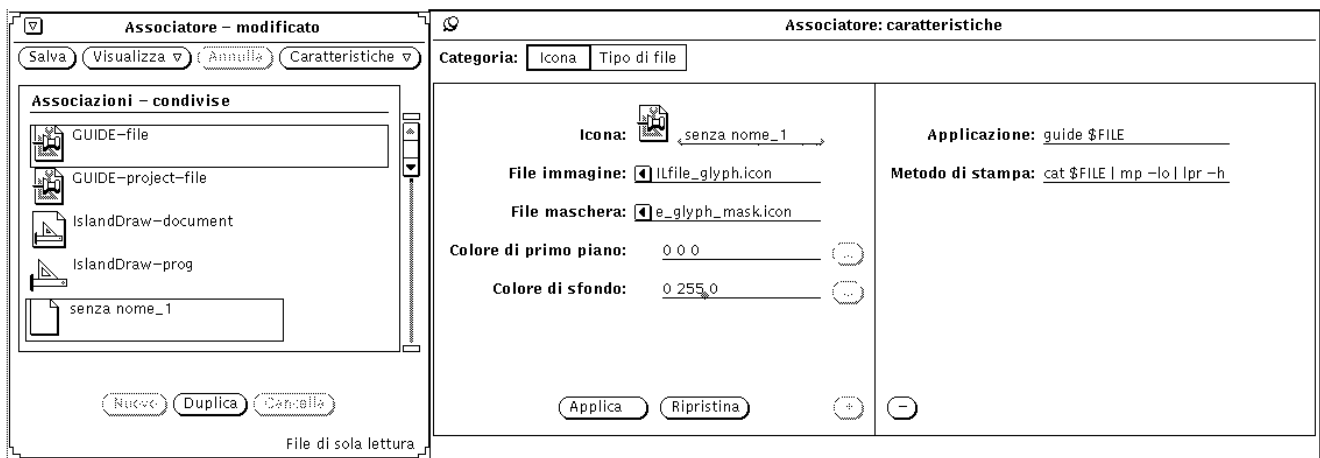 Associatore – modificato
Salva Visualizza Annulla Caratteristiche
Associazioni – condivise
GUIDE–file
GUIDE–project–file
IslandDraw–document
IslandDraw–prog
senza nome_1
Nuovo Duplica Cancella
File di sola lettura
Associatore: caratteristiche
Categoria: Icona Tipo di file
Icona: senza nome_1
File immagine: ILfile_glyph.icon
File maschera: e_glyph_mask.icon
Colore di primo piano: 0 0 0 ...
Colore di sfondo: 0 255 0 ...
Applica Ripristina +
Applicazione: guide $FILE
Metodo di stampa: cat $FILE | mp –lo | lpr –h
–